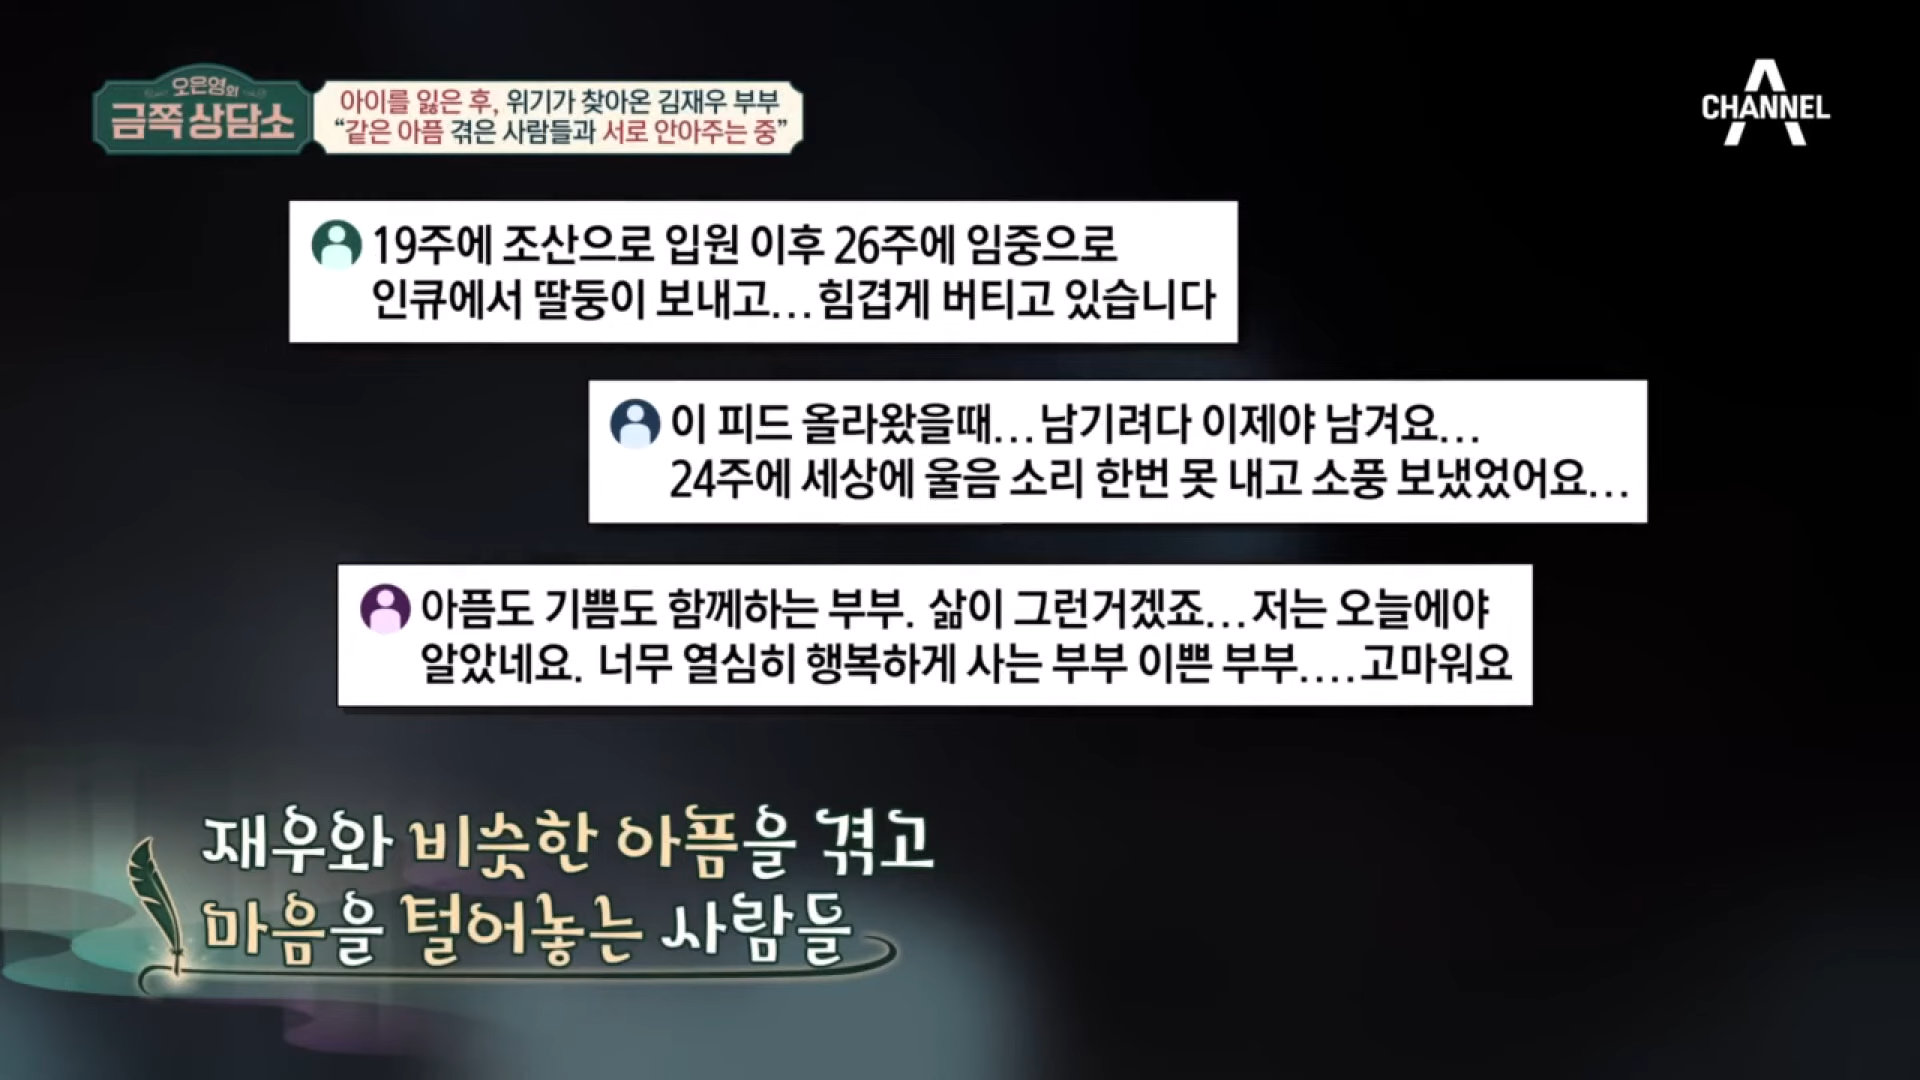 오은영의
금쪽 상담소
아이를 잃은 후, 위기가 찾아온 김재우 부부
“같은 아픔 겪은 사람들과 서로 안아주는 중”
CHANNEL A
19주에 조산으로 입원 이후 26주에 임중으로
인큐에서 딸둥이 보내고...힘겹게 버티고 있습니다
이 피드 올라왔을때...남기려다 이제야 남겨요...
24주에 세상에 울음 소리 한번 못 내고 소풍 보냈었어요...
아픔도 기쁨도 함께하는 부부. 삶이 그런거겠죠...저는 오늘에야
알았네요. 너무 열심히 행복하게 사는 부부 이쁜 부부....고마워요
재우와 비슷한 아픔을 겪고
마음을 털어놓는 사람들